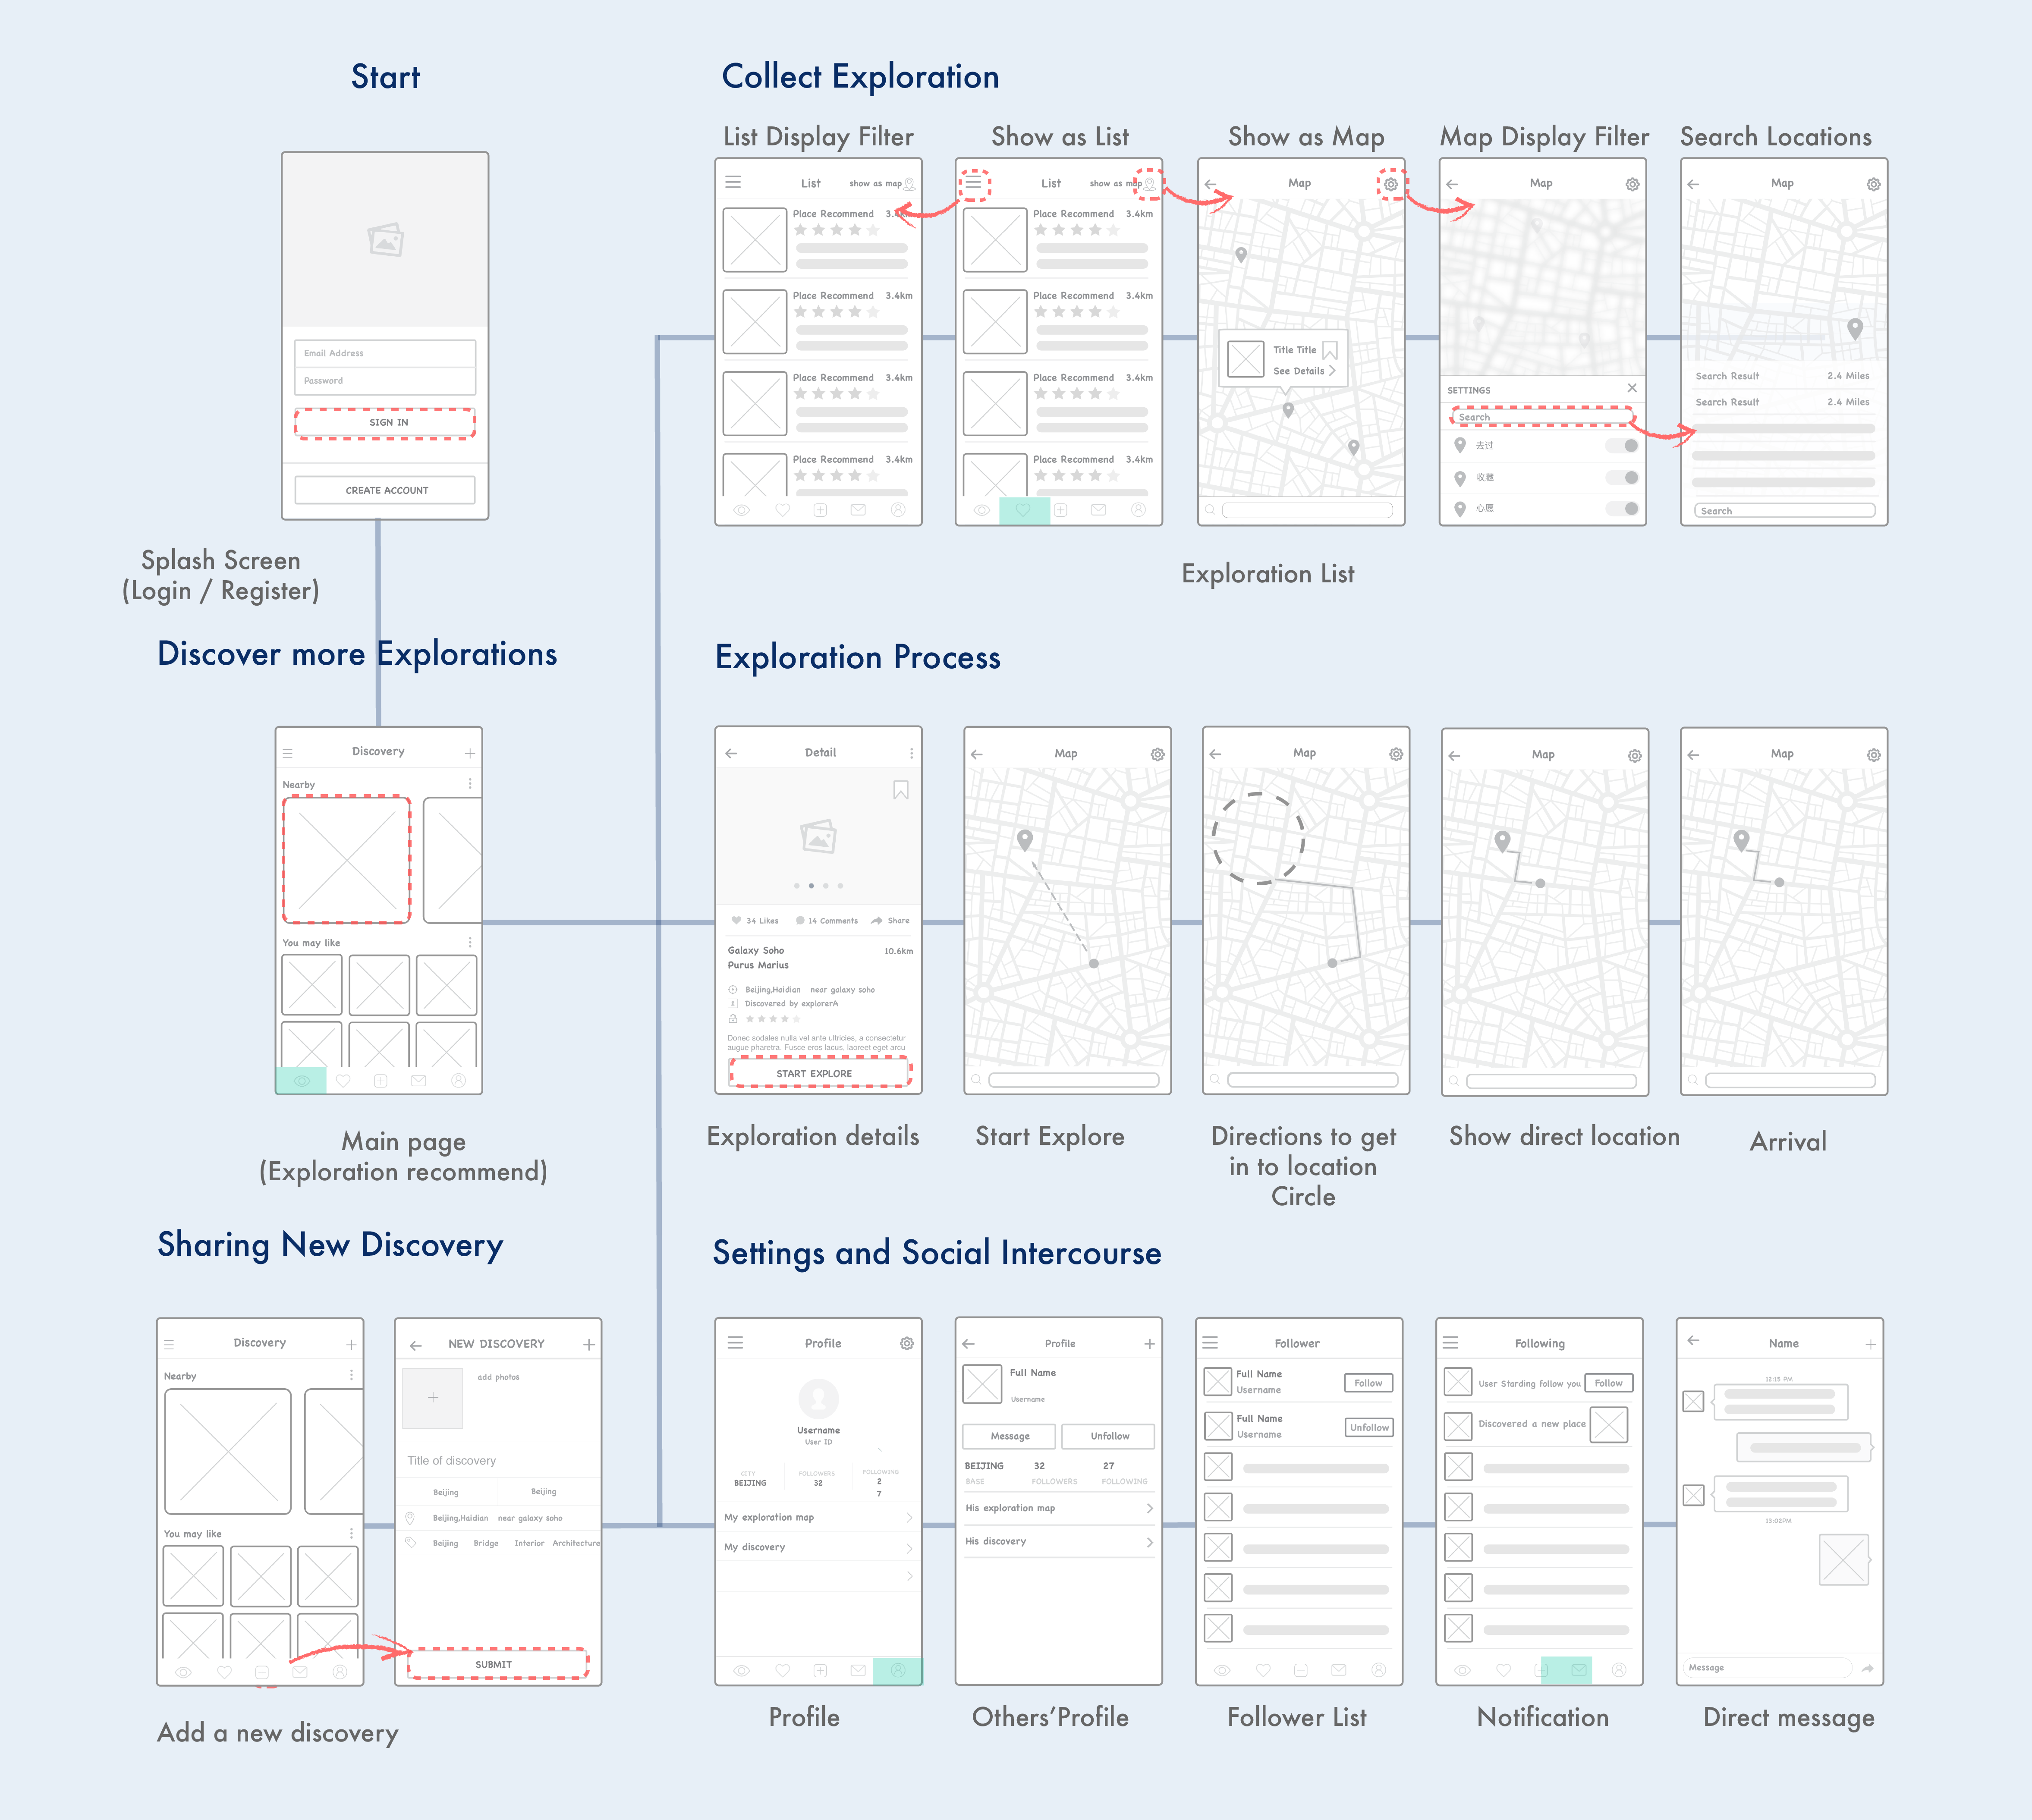 Start
Email Address
Password
SIGN IN
CREATE ACCOUNT
Splash Screen
(Login / Register)
Collect Exploration
List Display Filter
List
show as map
Place Recommend 3.4km
Place Recommend 3.4km
Place Recommend 3.4km
Place Recommend 3.4km
Show as List
List
show as map
Place Recommend 3.4km
Place Recommend 3.4km
Place Recommend 3.4km
Place Recommend 3.4km
Show as Map
Map
Title Title
See Details
Map Display Filter
Map
SETTINGS
Search
去过
收藏
心愿
Search Locations
Map
Search Result 2.4 Miles
Search Result 2.4 Miles
Search
Exploration List
Discover more Explorations
Discovery
Nearby
You may like
Main page
(Exploration recommend)
Exploration Process
Detail
34 Likes 14 Comments Share
Galaxy Soho 10.6km
Purus Marius
Beijing,Haidian near galaxy soho
Discovered by explorerA
Donec sodales nulla vel ante ultricies, a consectetur
augue pharetra. Fusce eros lacus, laoreet eget arcu
START EXPLORE
Exploration details
Map
Start Explore
Map
Directions to get
in to location
Circle
Map
Show direct location
Map
Arrival
Sharing New Discovery
Discovery
Nearby
You may like
Add a new discovery
NEW DISCOVERY
add photos
Title of discovery
Beijing Beijing
Beijing,Haidian near galaxy soho
Beijing Bridge Interior Architecture
SUBMIT
Settings and Social Intercourse
Profile
Username
User ID
CITY FOLLOWERS FOLLOWING
BEIJING 32 2
7
My exploration map
My discovery
Profile
Profile
Full Name
Username
Message Unfollow
BEIJING 32 27
BASE FOLLOWERS FOLLOWING
His exploration map
His discovery
Others'Profile
Follower
Full Name
Username
Follow
Full Name
Username
Unfollow
Follower List
Following
User Starding follow you Follow
Discovered a new place
Notification
Name
12:15 PM
13:02PM
Message
Direct message